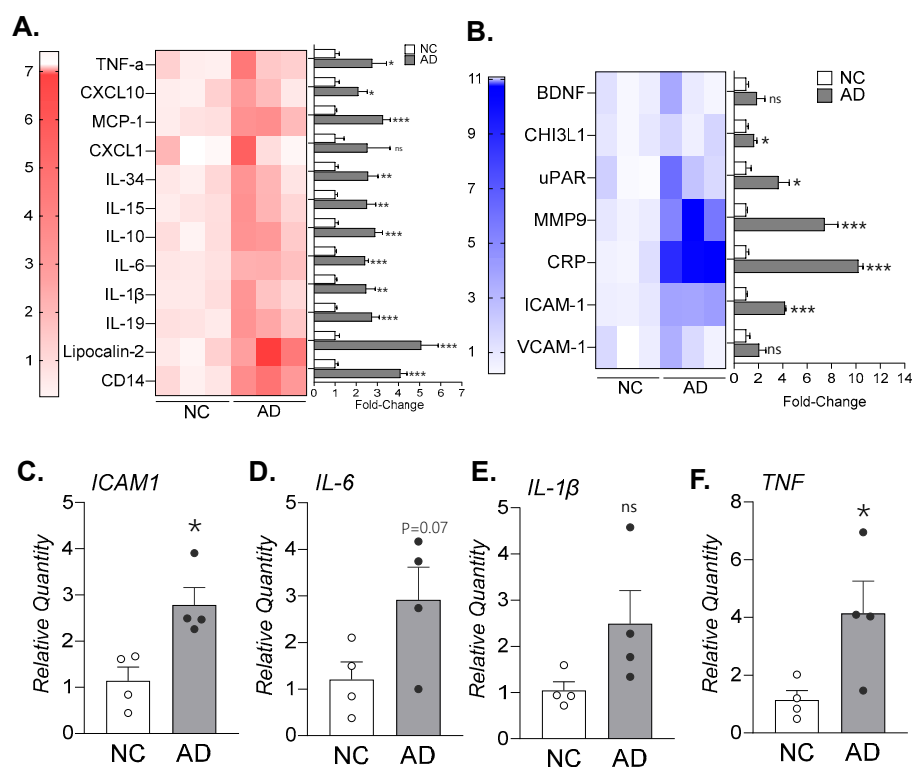 A.
7
6
5
4
3
2
1
TNF-a
CXCL10
MCP-1
CXCL1
IL-34
IL-15
IL-10
IL-6
IL-1β
IL-19
Lipocalin-2
CD14
NC AD
NC
AD
*
*
***
ns
**
**
***
***
**
***
***
***
0 1 2 3 4 5 6 7
Fold-Change
B.
11
9
7
5
3
1
BDNF
CHI3L1
uPAR
MMP9
CRP
ICAM-1
VCAM-1
NC AD
NC
AD
ns
*
*
***
***
***
ns
0 2 4 6 8 10 12 14
Fold-Change
C.
ICAM1
Relative Quantity
5
4
3
2
1
0
*
NC AD
D.
IL-6
Relative Quantity
5
4
3
2
1
0
P=0.07
NC AD
E.
IL-1β
Relative Quantity
5
4
3
2
1
0
ns
NC AD
F.
TNF
Relative Quantity
8
6
4
2
0
*
NC AD